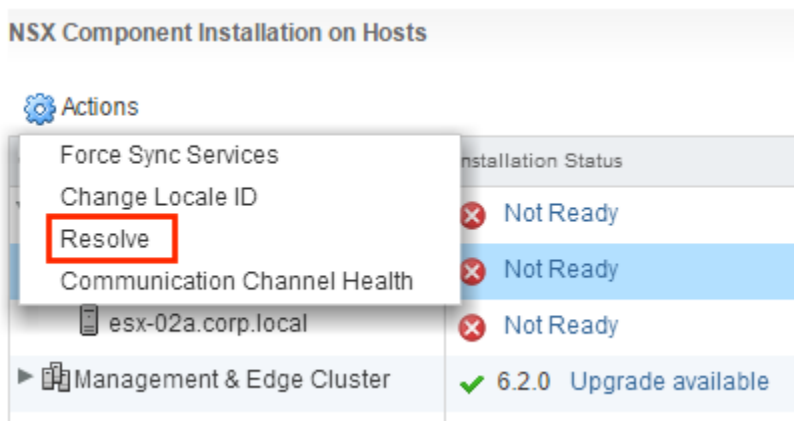 NSX Component Installation on Hosts
Actions
Force Sync Services
Change Locale ID
Resolve
Communication Channel Health
nstallation Status
Not Ready
Not Ready
esx-02a.corp.local Not Ready
Management & Edge Cluster 6.2.0 Upgrade available